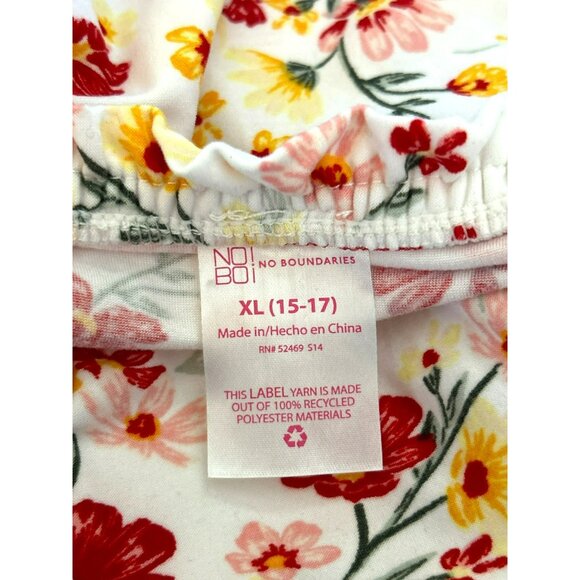 NO!
BO¡ NO BOUNDARIES
XL (15-17)
Made in/Hecho en China
RN# 52469 S14
THIS LABEL YARN IS MADE
OUT OF 100% RECYCLED
POLYESTER MATERIALS